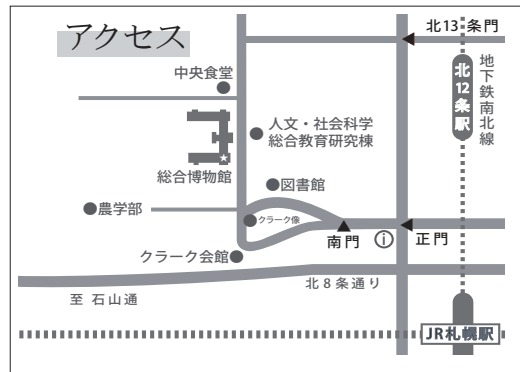 アクセス
北13条門
地下鉄南北線
北12条駅
中央食堂
人文・社会科学
総合教育研究棟
総合博物館
図書館
農学部
クラーク像
南門
i
正門
クラーク会館
北8条通り
至 石山通
JR札幌駅